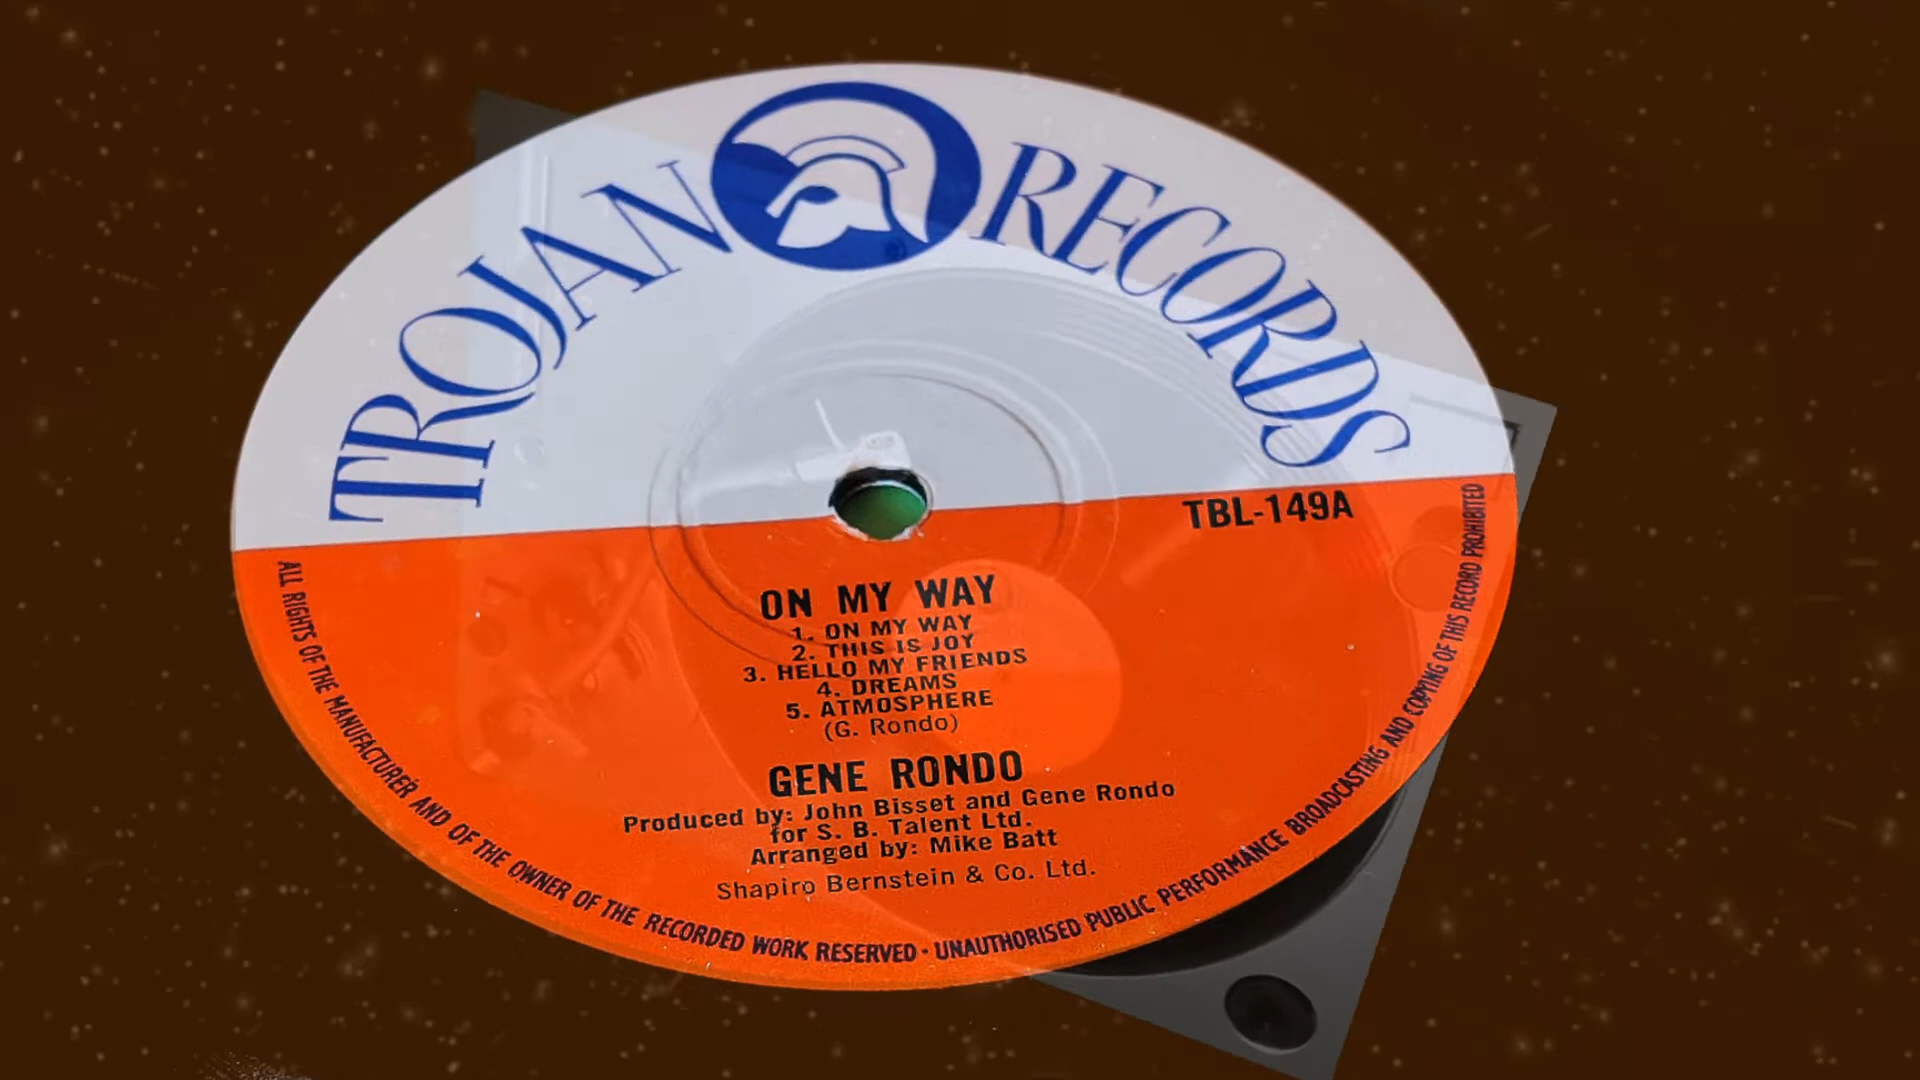 TROJAN RECORDS
TBL-149A
ON MY WAY
1. ON MY WAY
2. THIS IS JOY
3. HELLO MY FRIENDS
4. DREAMS
5. ATMOSPHERE
(G. Rondo)
GENE RONDO
Produced by: John Bisset and Gene Rondo
for S. B. Talent Ltd.
Arranged by: Mike Batt
Shapiro Bernstein & Co. Ltd.
ALL RIGHTS OF THE MANUFACTURER AND OF THE OWNER OF THE RECORDED WORK RESERVED - UNAUTHORISED PUBLIC PERFORMANCE BROADCASTING AND COPYING OF THIS RECORD PROHIBITED